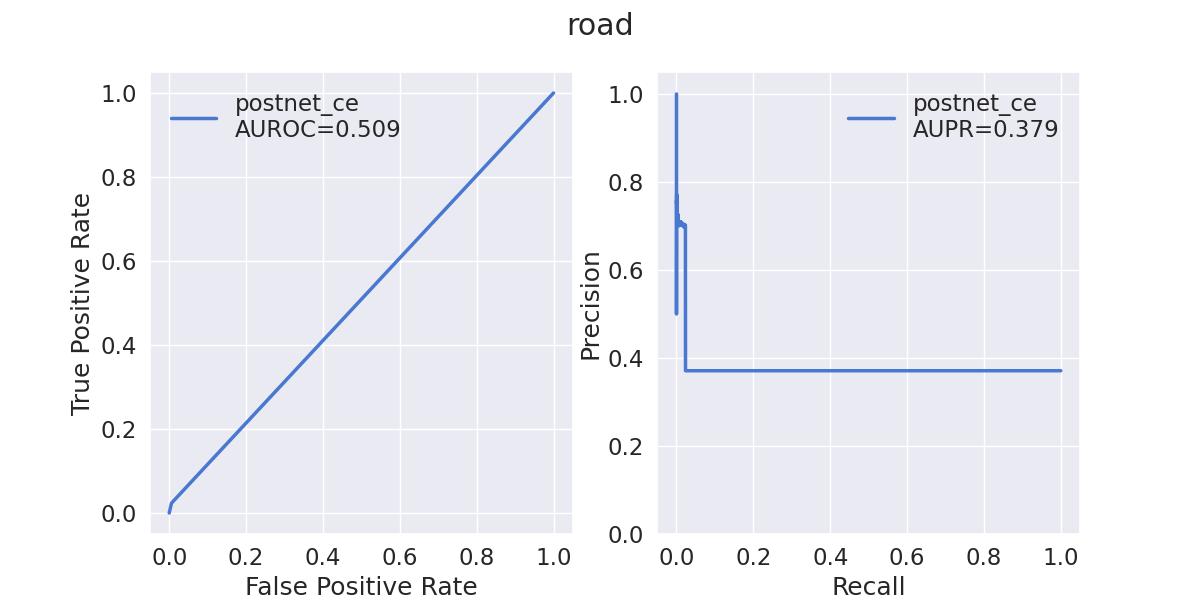 road
postnet_ce
AUROC=0.509
True Positive Rate
1.0
0.8
0.6
0.4
0.2
0.0
0.0 0.2 0.4 0.6 0.8 1.0
False Positive Rate
postnet_ce
AUPR=0.379
Precision
1.0
0.8
0.6
0.4
0.2
0.0
0.0 0.2 0.4 0.6 0.8 1.0
Recall